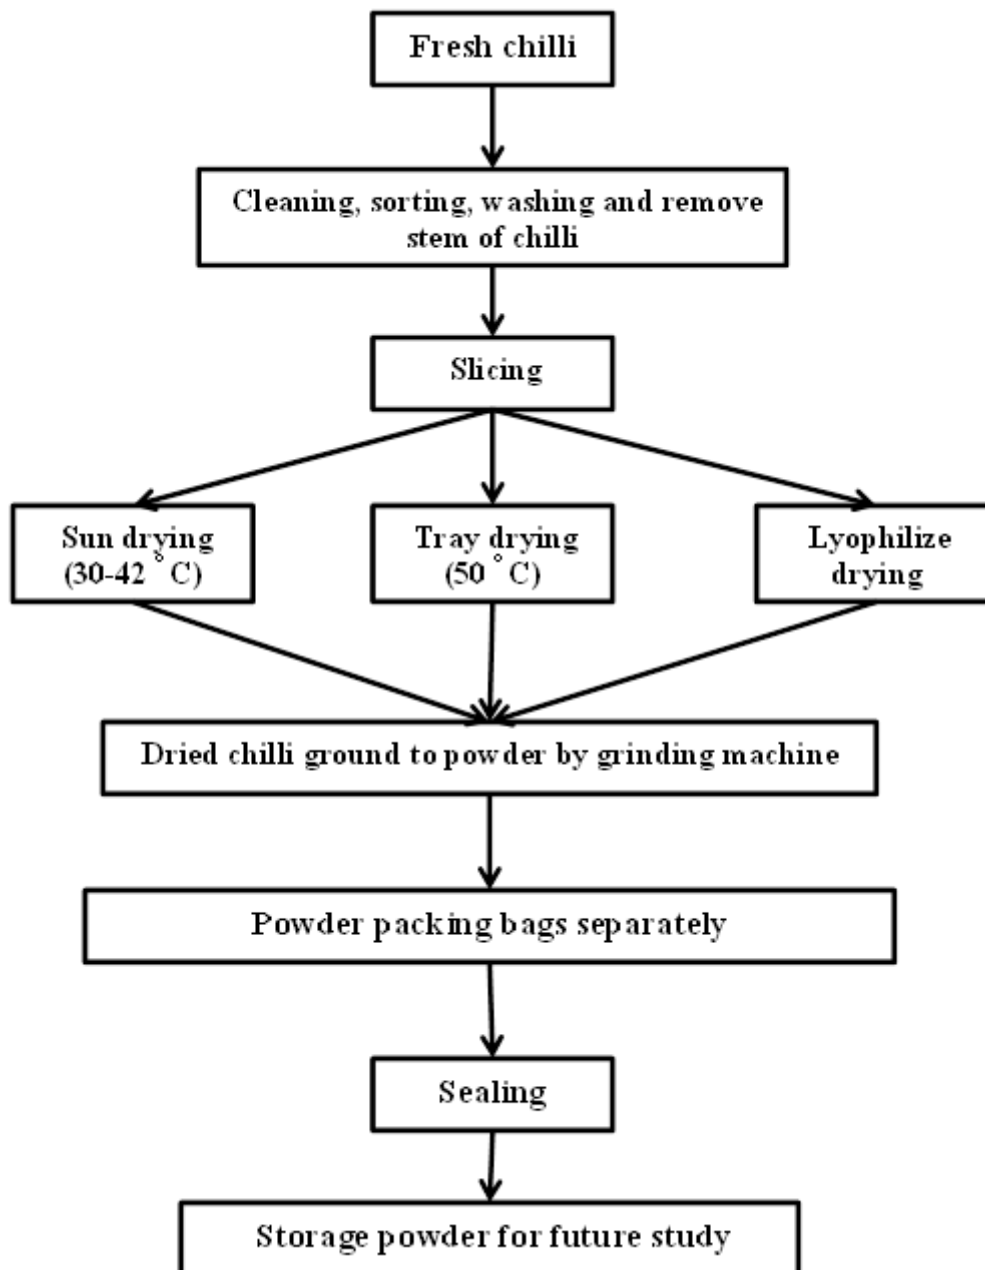 Fresh chilli
Cleaning, sorting, washing and remove
stem of chilli
Slicing
Sun drying
(30-42 °C)
Tray drying
(50 °C)
Lyophilize
drying
Dried chilli ground to powder by grinding machine
Powder packing bags separately
Sealing
Storage powder for future study